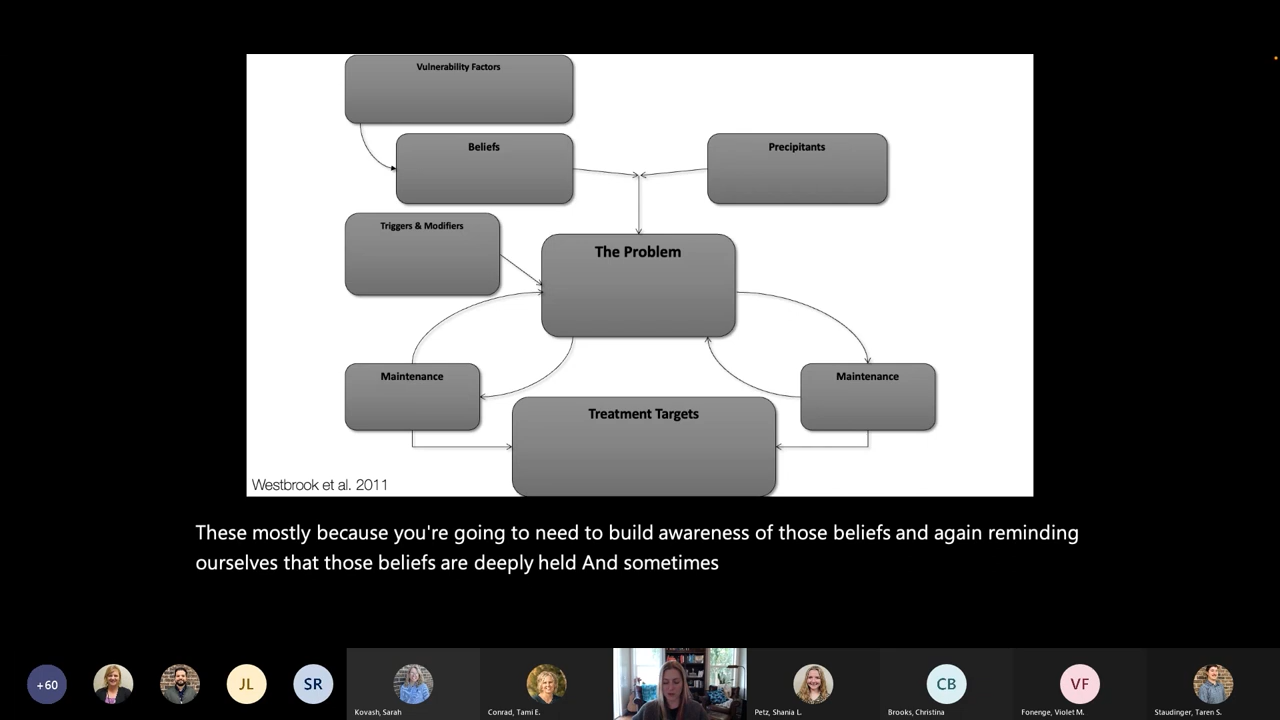 Vulnerability Factors
Beliefs
Precipitants
Triggers & Modifiers
The Problem
Maintenance
Maintenance
Treatment Targets
Westbrook et al. 2011
These mostly because you're going to need to build awareness of those beliefs and again reminding
ourselves that those beliefs are deeply held And sometimes
+60
JL
SR
Kovash, Sarah
Conrad, Tami E.
Petz, Shania L.
CB
Brooks, Christina
VF
Fonenge, Violet M.
Staudinger, Taren S.